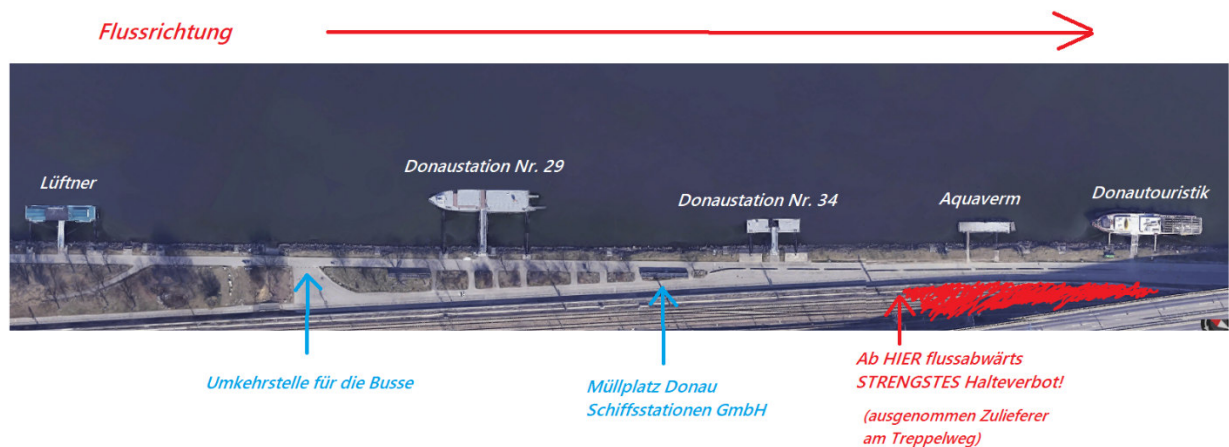 Flussrichtung
Lüftner
Donaustation Nr. 29
Donaustation Nr. 34
Aquaverm
Donautouristik
Umkehrstelle für die Busse
Müllplatz Donau
Schiffsstationen GmbH
Ab HIER flussabwärts
STRENGSTES Halteverbot!
(ausgenommen Zulieferer
am Treppelweg)